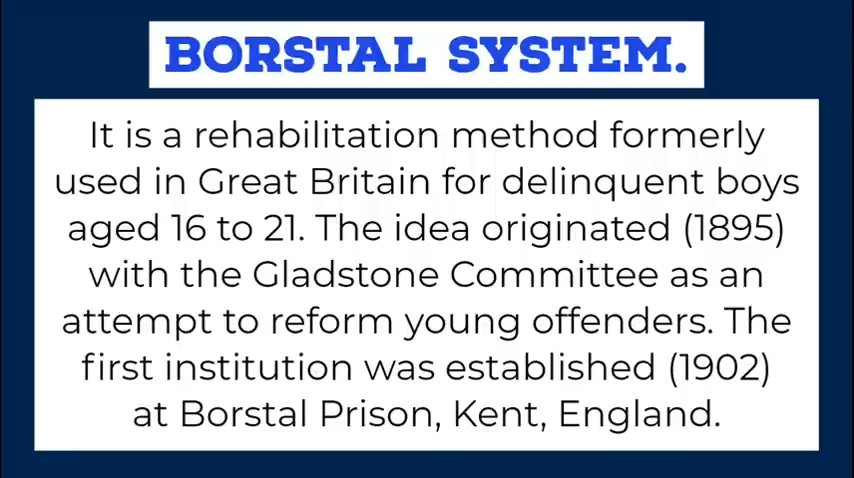 BORSTAL SYSTEM.
It is a rehabilitation method formerly
used in Great Britain for delinquent boys
aged 16 to 21. The idea originated (1895)
with the Gladstone Committee as an
attempt to reform young offenders. The
first institution was established (1902)
at Borstal Prison, Kent, England.